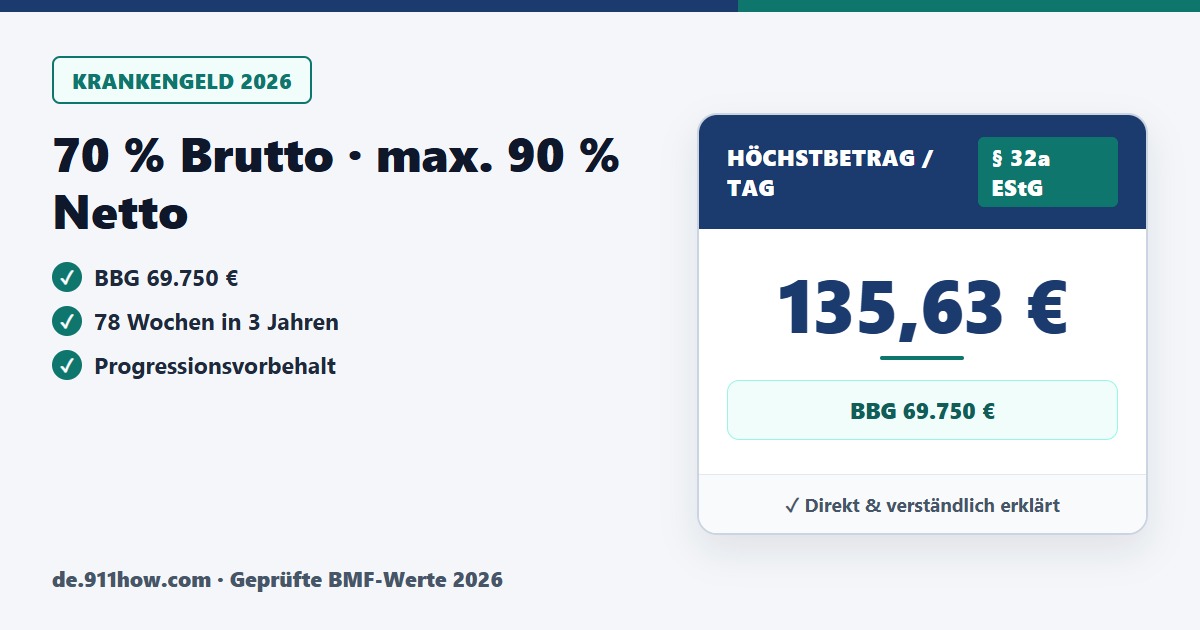 KRANKENGELD 2026
70 % Brutto · max. 90 %
Netto
✓ BBG 69.750 €
✓ 78 Wochen in 3 Jahren
✓ Progressionsvorbehalt
HÖCHSTBETRAG /
TAG
§ 32a
EStG
135,63 €
BBG 69.750 €
✓ Direkt & verständlich erklärt
de.911how.com · Geprüfte BMF-Werte 2026